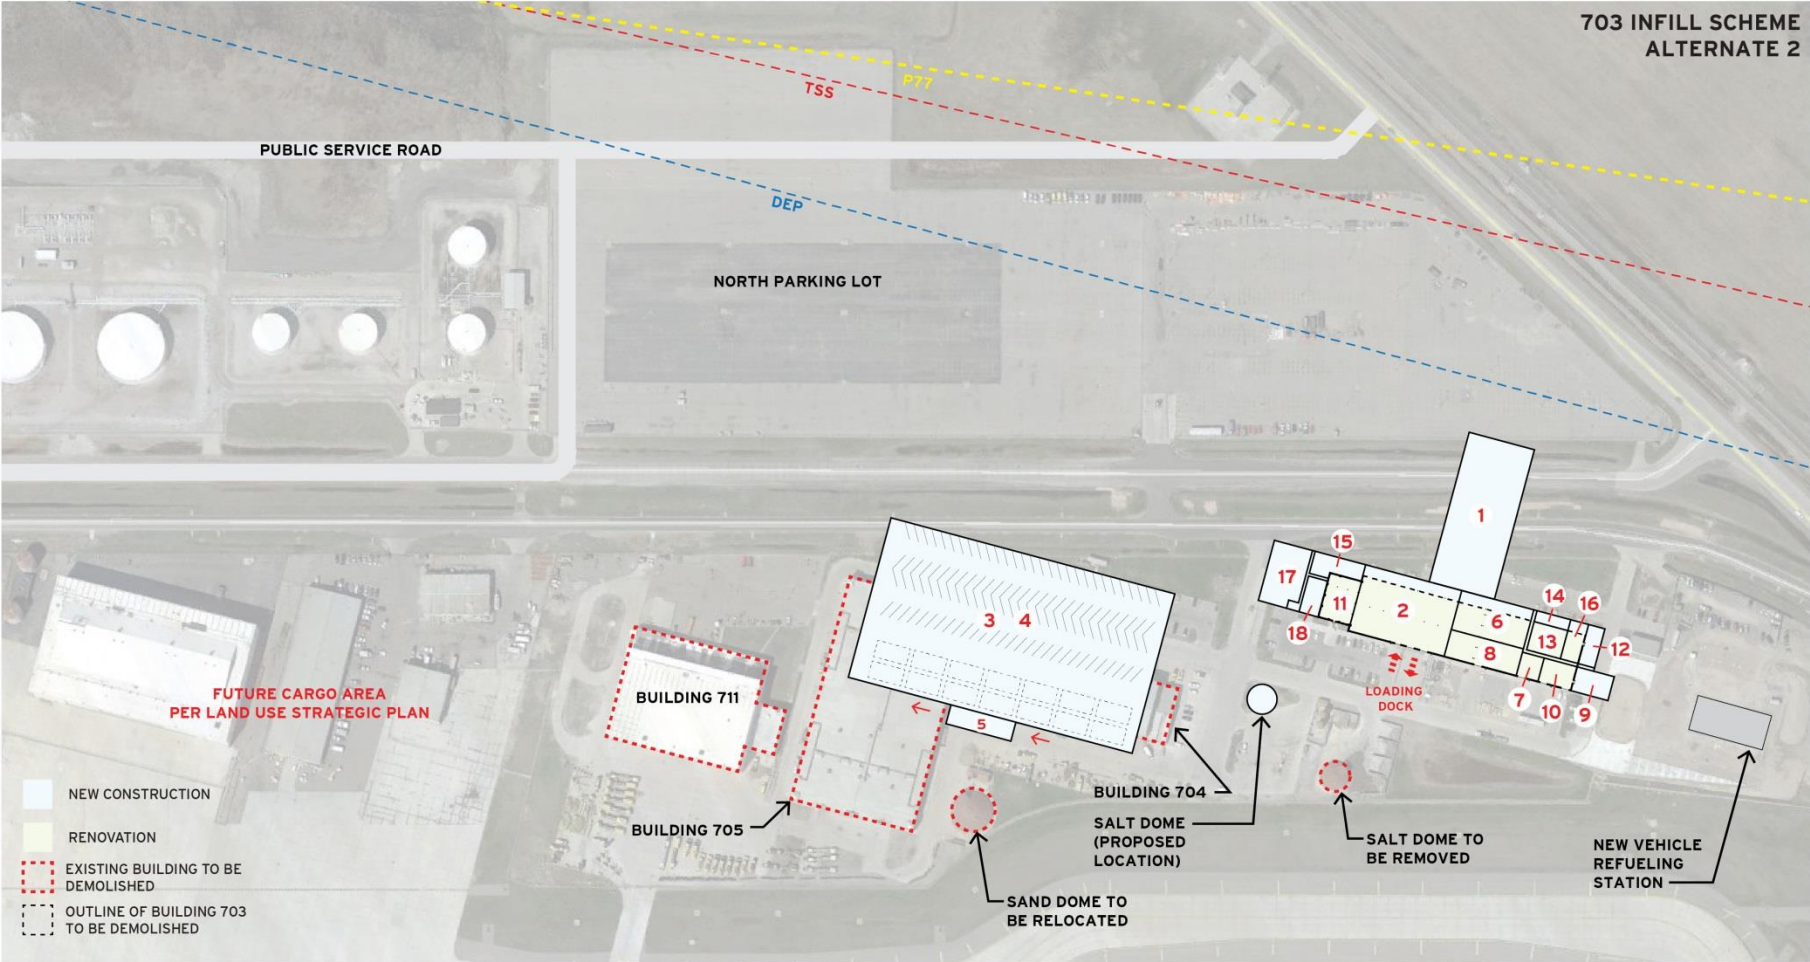 703 INFILL SCHEME
ALTERNATE 2
P77
TSS
PUBLIC SERVICE ROAD
DEP
NORTH PARKING LOT
1
15
17
11
2
6
14
16
18
13
12
8
3 4
7
10
9
LOADING
DOCK
5
BUILDING 711
FUTURE CARGO AREA
PER LAND USE STRATEGIC PLAN
BUILDING 704
BUILDING 705
SALT DOME
(PROPOSED
LOCATION)
SALT DOME TO
BE REMOVED
NEW VEHICLE
REFUELING
STATION
SAND DOME TO
BE RELOCATED
NEW CONSTRUCTION
RENOVATION
EXISTING BUILDING TO BE
DEMOLISHED
OUTLINE OF BUILDING 703
TO BE DEMOLISHED